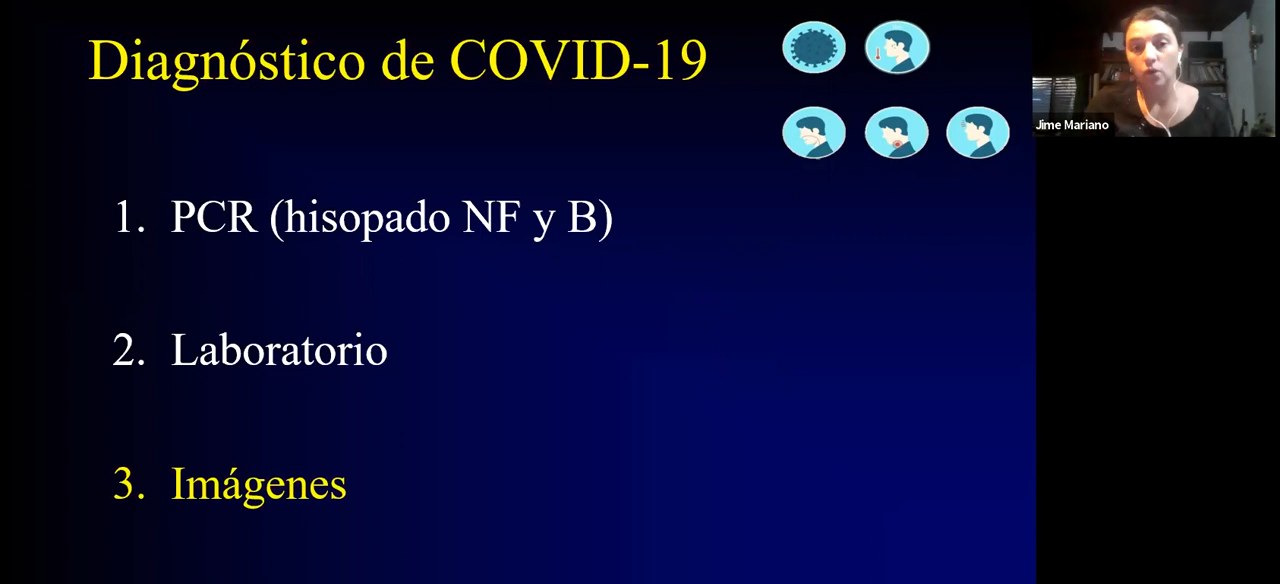 Diagnóstico de COVID-19
Jime Mariano
1. PCR (hisopado NF y B)
2. Laboratorio
3. Imágenes